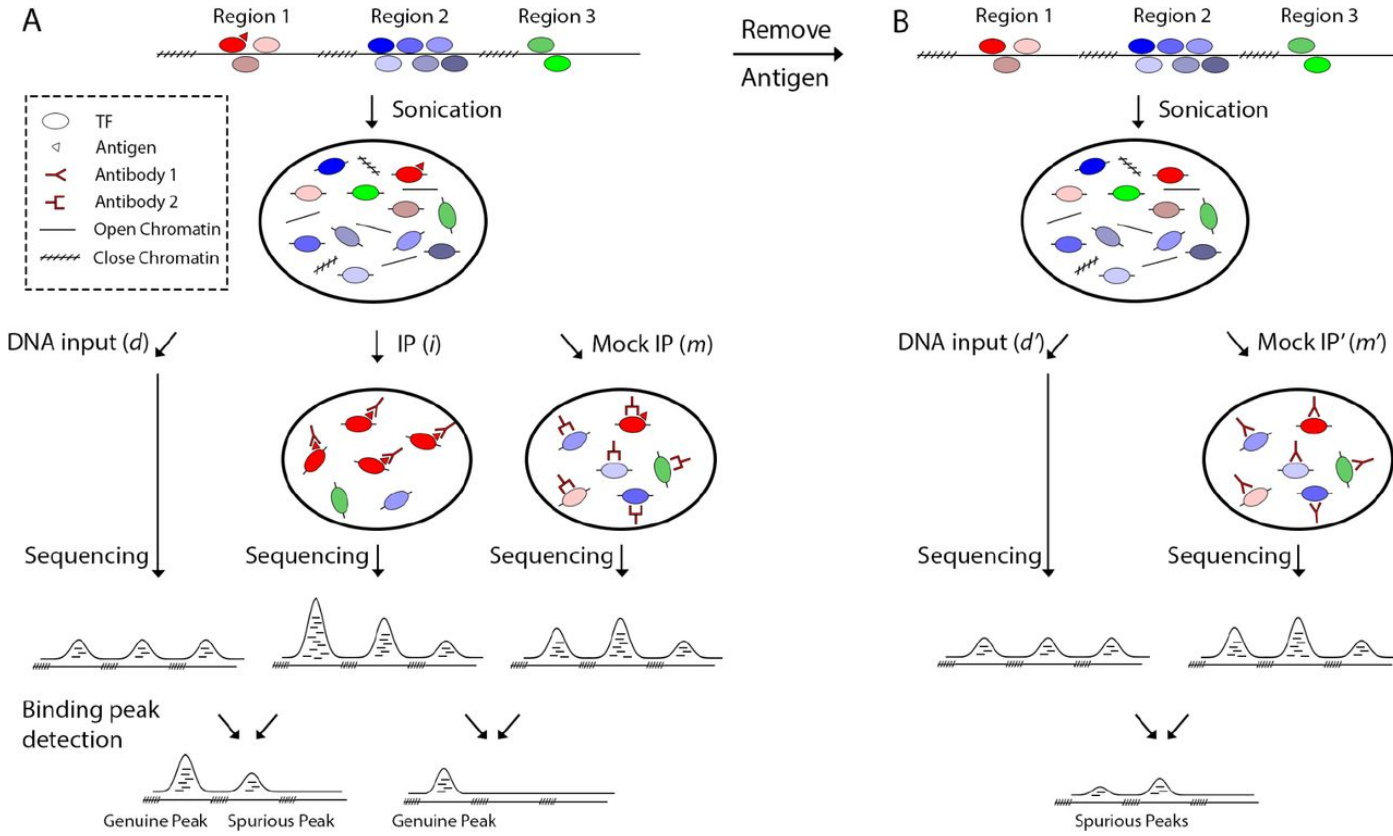 A
Region 1
Region 2
Region 3
Remove
Antigen
B
Region 1
Region 2
Region 3
Sonication
Sonication
TF
Antigen
Antibody 1
Antibody 2
Open Chromatin
Close Chromatin
DNA input (d)
IP (i)
Mock IP (m)
DNA input (d')
Mock IP' (m')
Sequencing
Sequencing
Sequencing
Sequencing
Sequencing
Binding peak
detection
Genuine Peak
Spurious Peak
Genuine Peak
Spurious Peaks